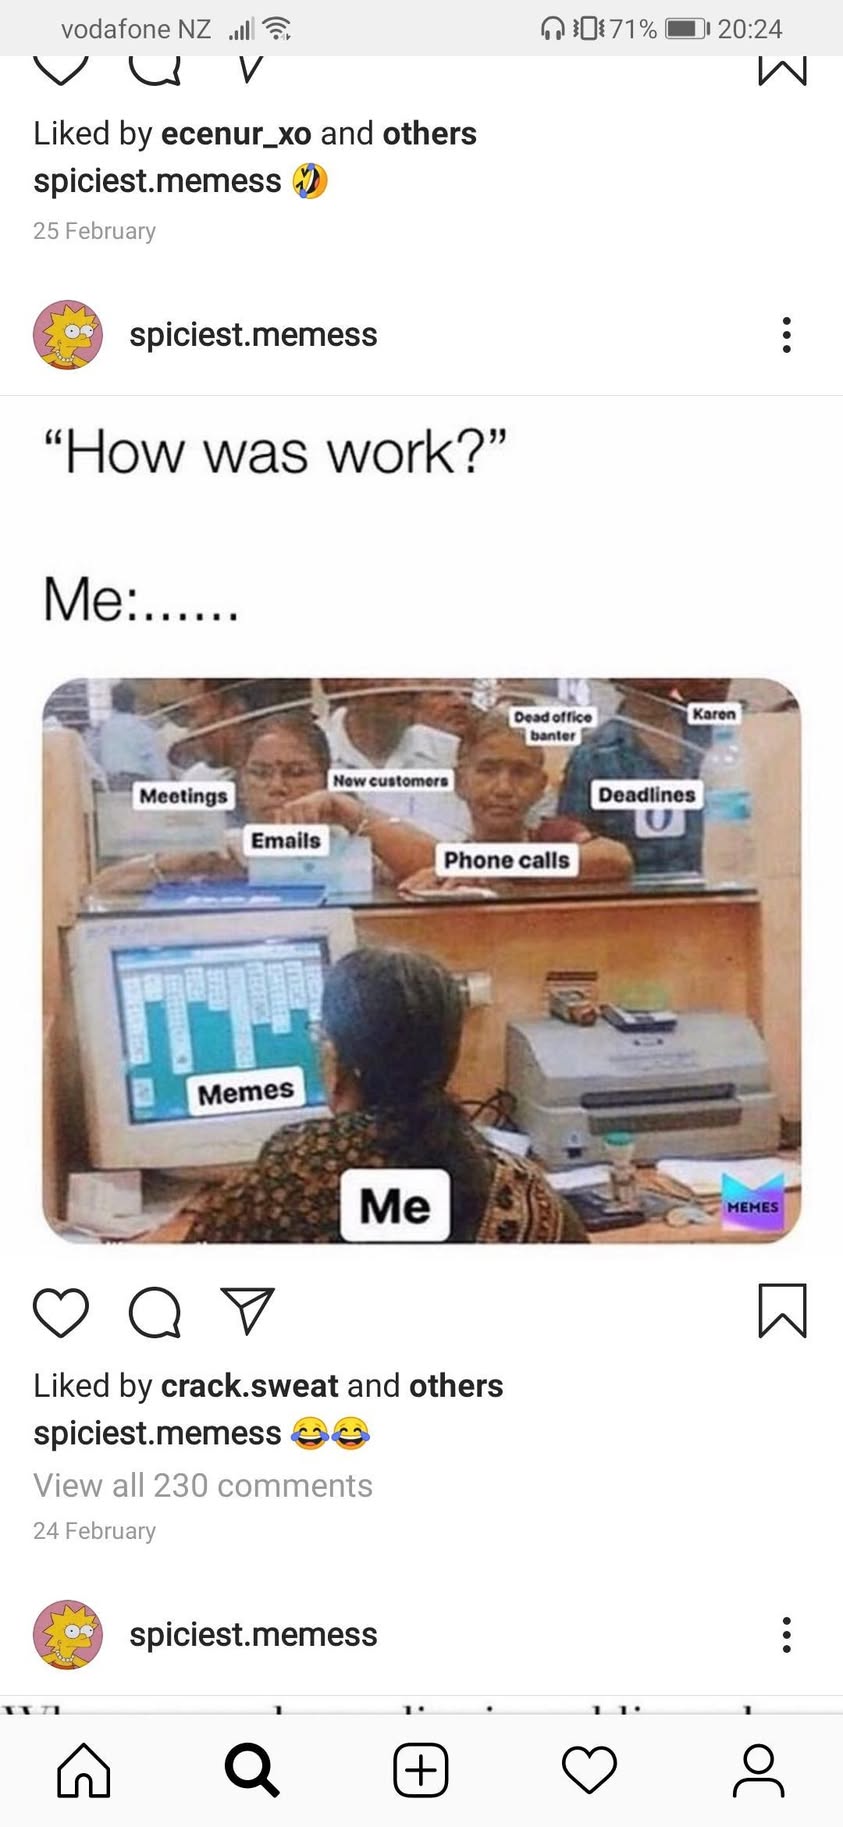 vodafone NZ 71% 20:24
Liked by ecenur_xo and others
spiciest.memess 🤣
25 February
spiciest.memess
“How was work?”
Me:......
Dead office
banter
Karen
New customers
Meetings
Deadlines
Emails
Phone calls
Memes
Me
MEMES
Liked by crack.sweat and others
spiciest.memess 😂😂
View all 230 comments
24 February
spiciest.memess